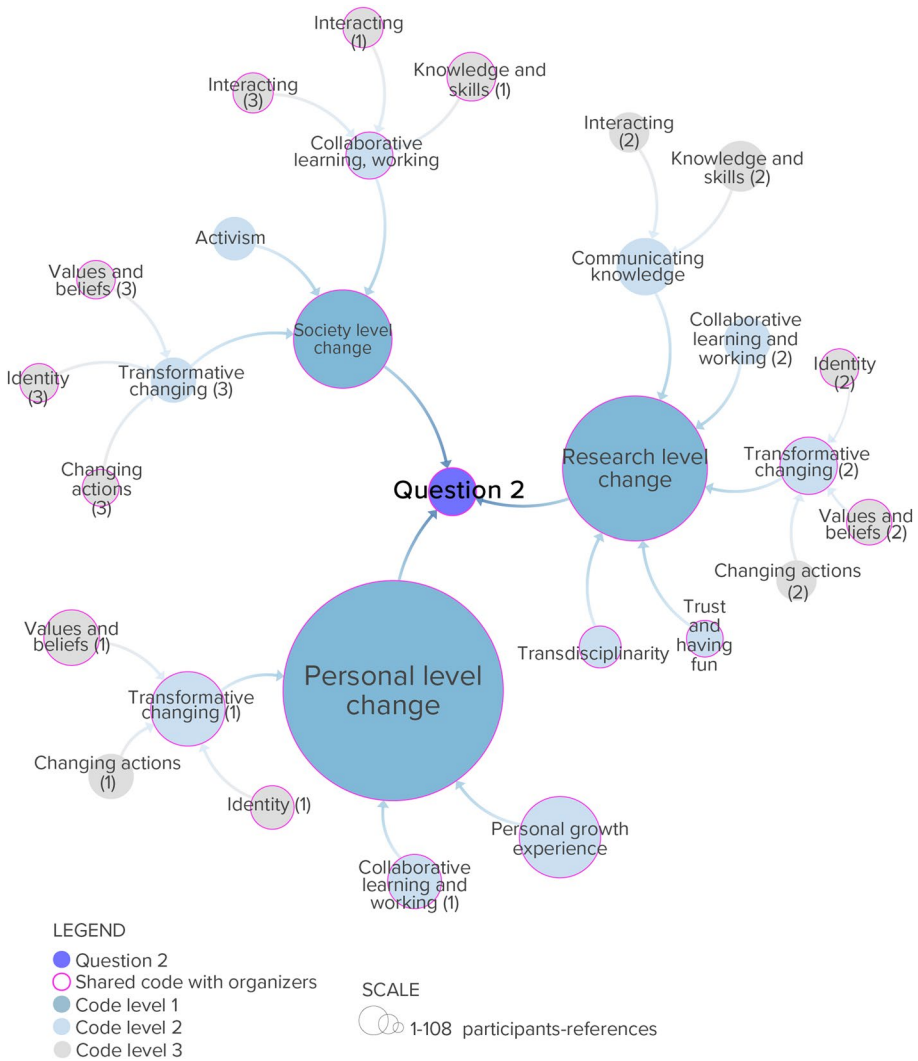 Interacting
(1)
Knowledge and
skills (1)
Interacting
(3)
Collaborative
learning, working
Interacting
(2)
Knowledge and
skills (2)
Activism
Communicating
knowledge
Values and
beliefs (3)
Society level
change
Collaborative
learning and
working (2)
Identity
(3)
Transformative
changing (3)
Identity
(2)
Changing
actions
(3)
Question 2
Research level
change
Transformative
changing (2)
Values and
beliefs (2)
Changing actions
(2)
Trust
and
having
fun
Transdisciplinarity
Values and
beliefs (1)
Personal level
change
Transformative
changing (1)
Changing actions
(1)
Identity (1)
Personal growth
experience
Collaborative
learning and
working (1)
LEGEND
Question 2
Shared code with organizers
Code level 1
Code level 2
Code level 3
SCALE
1-108 participants-references